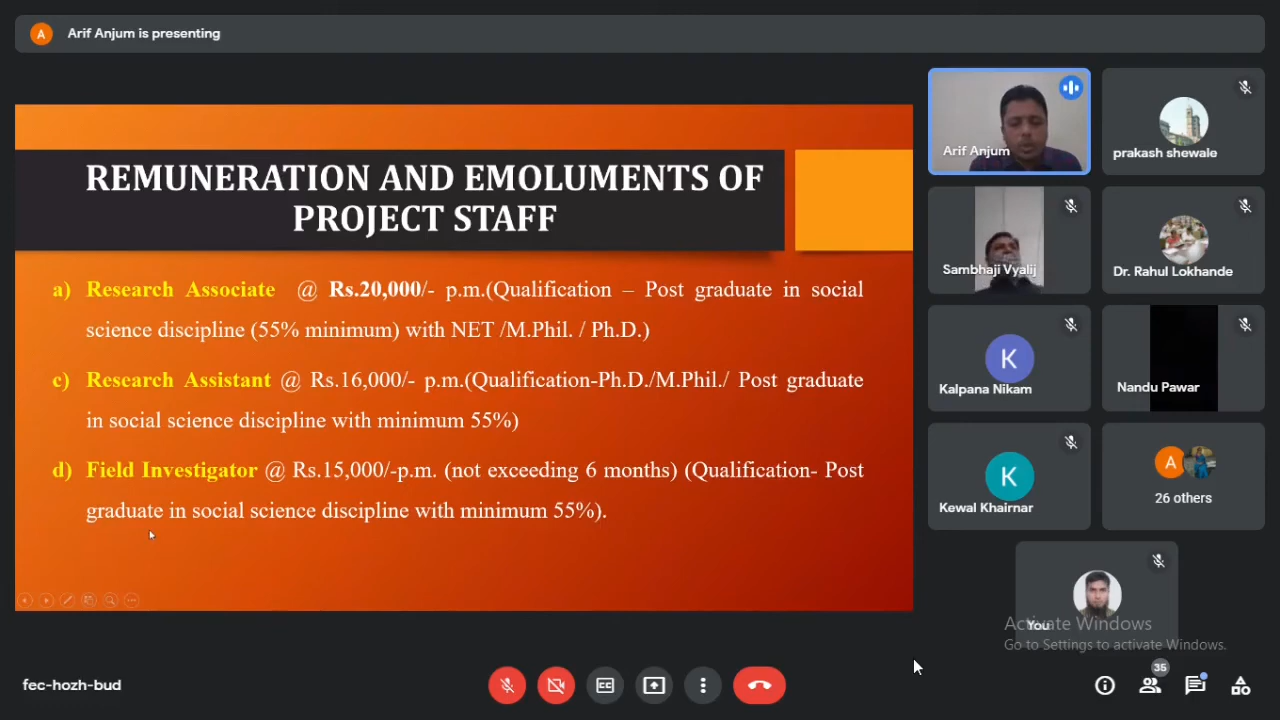 A
Arif Anjum is presenting
REMUNERATION AND EMOLUMENTS OF
PROJECT STAFF
a) Research Associate @ Rs.20,000/- p.m.(Qualification – Post graduate in social
science discipline (55% minimum) with NET /M.Phil. / Ph.D.)
c) Research Assistant @ Rs.16,000/- p.m.(Qualification-Ph.D./M.Phil./ Post graduate
in social science discipline with minimum 55%)
d) Field Investigator @ Rs.15,000/-p.m. (not exceeding 6 months) (Qualification- Post
graduate in social science discipline with minimum 55%).
Arif Anjum
prakash shewale
Sambhaji Vyalij
Dr. Rahul Lokhande
K
Kalpana Nikam
Nandu Pawar
K
Kewal Khairnar
A
26 others
You
Activate Windows
Go to Settings to activate Windows.
fec-hozh-bud
35